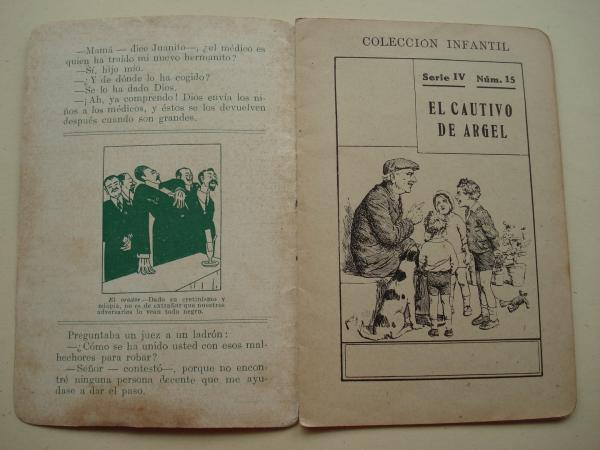 —Mamá — dice Juanito—, ¿el médico es
quien ha traído mi nuevo hermanito?
—Sí, hijo mío.
—¿Y de dónde lo ha cogido?
—Se lo ha dado Dios.
—¡Ah, ya comprendo! Dios envía los ni-
ños a los médicos, y éstos se los devuelven
después cuando son grandes.
El orador.—Dado su cretinismo y
miopía, no es de extrañar que nuestros
adversarios lo vean todo negro.
Preguntaba un juez a un ladrón:
—¿Cómo se ha unido usted con esos mal-
hechores para robar?
—Señor — contestó—, porque no encon-
tré ninguna persona decente que me ayu-
dase a dar el paso.
COLECCIÓN INFANTIL
Serie IV Núm. 15
EL CAUTIVO
DE ARGEL